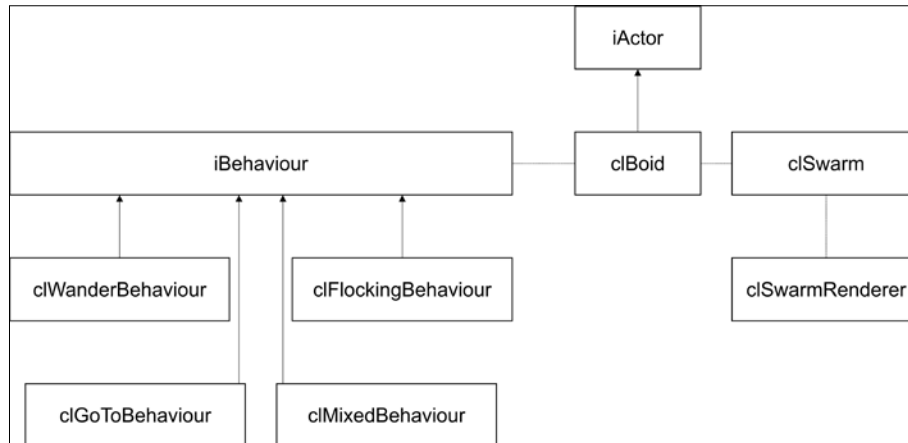 iActor
iBehaviour
clBoid
clSwarm
clWanderBehaviour
clFlockingBehaviour
clSwarmRenderer
clGoToBehaviour
clMixedBehaviour